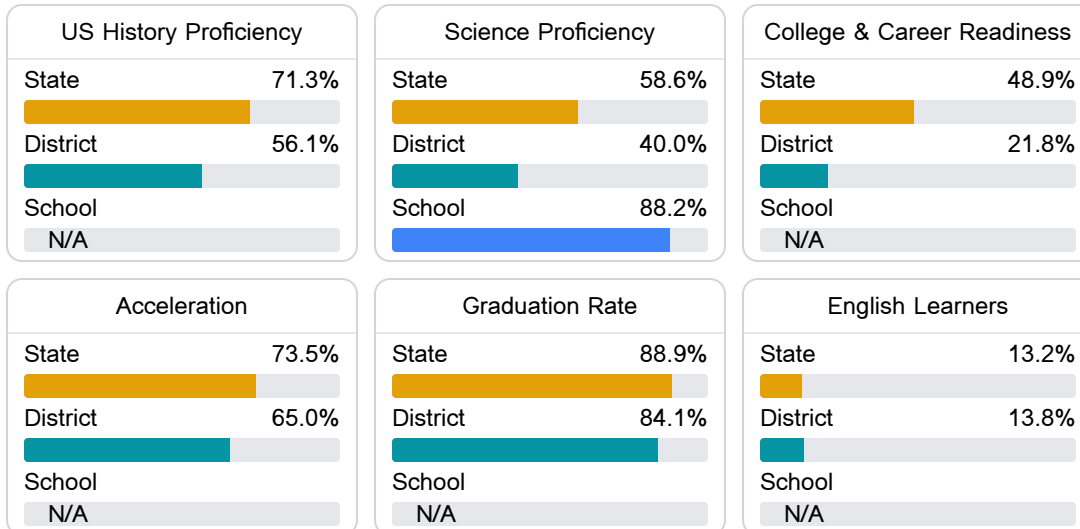 US History Proficiency
State 71.3%
District 56.1%
School
N/A
Science Proficiency
State 58.6%
District 40.0%
School 88.2%
College & Career Readiness
State 48.9%
District 21.8%
School
N/A
Acceleration
State 73.5%
District 65.0%
School
N/A
Graduation Rate
State 88.9%
District 84.1%
School
N/A
English Learners
State 13.2%
District 13.8%
School
N/A